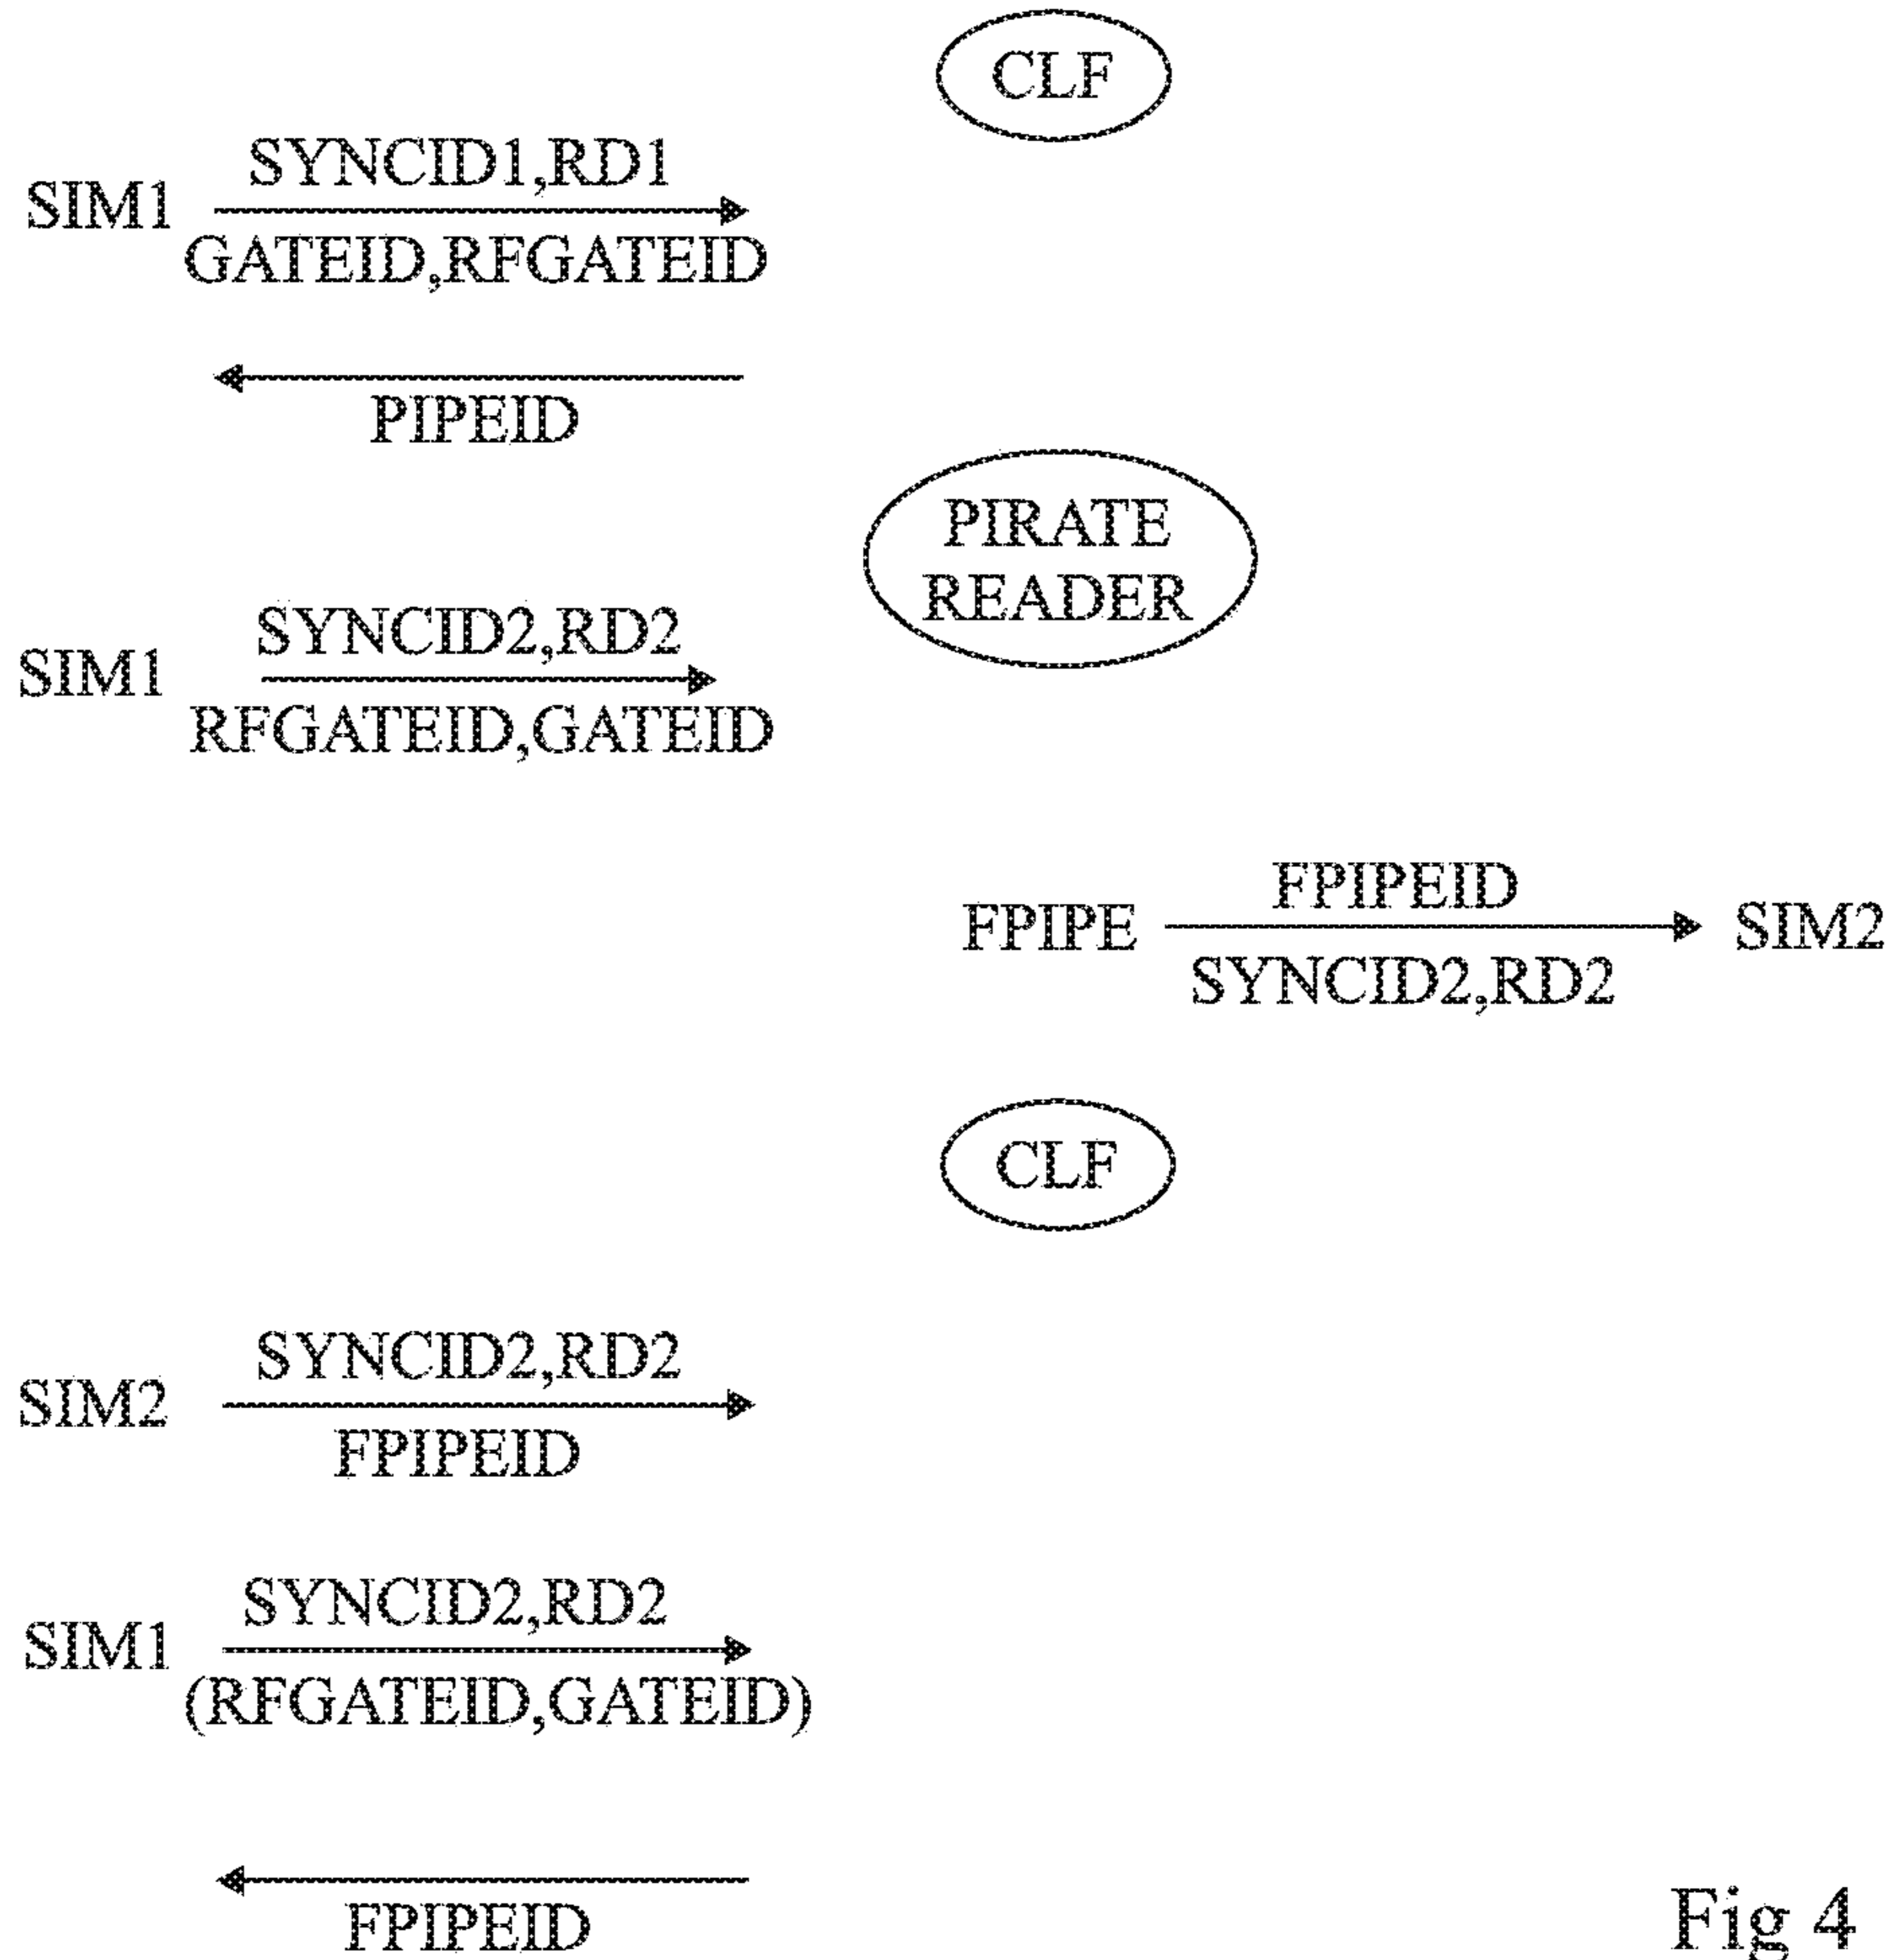 CLF
SYNCID1,RD1
SIM1
GATEID,RFGATEID
PIPEID
PIRATE
READER
SYNCID2,RD2
SIM1
RFGATEID,GATEID
FPIPEID
FPIPE SIM2
SYNCID2,RD2
CLF
SYNCID2,RD2
SIM2
FPIPEID
SYNCID2,RD2
SIM1
(RFGATEID,GATEID)
FPIPEID
Fig 4